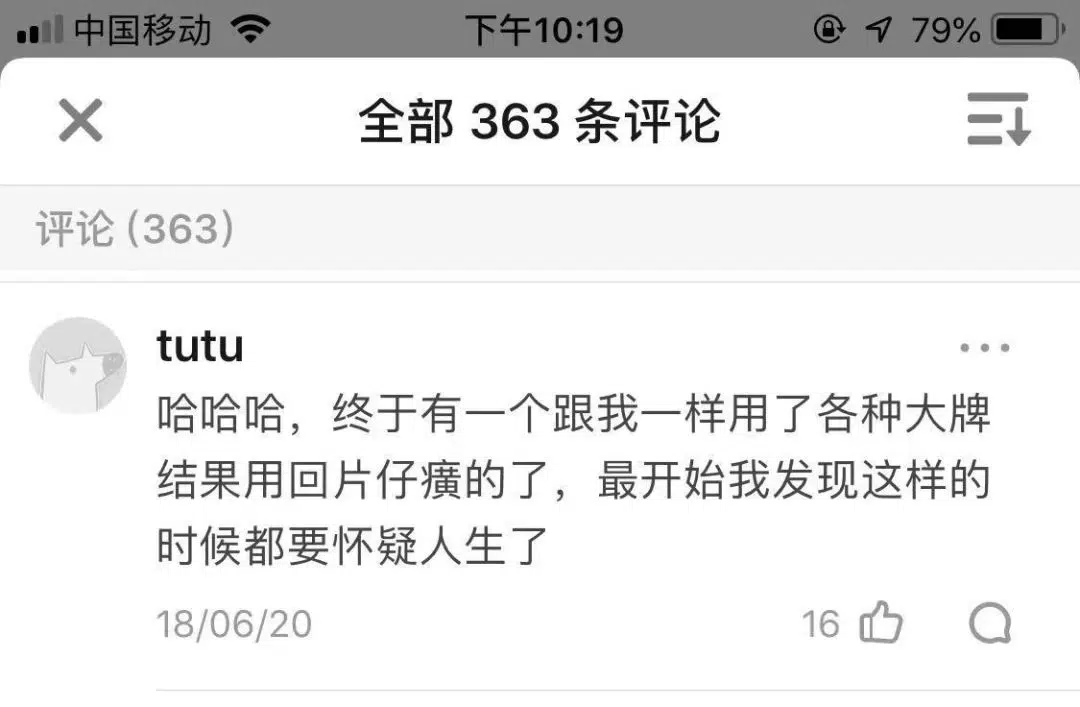 中国移动 下午10:19 79%
全部 363 条评论
评论 (363)
tutu
哈哈哈，终于有一个跟我一样用了各种大牌
结果用回片仔癀的了，最开始我发现这样的
时候都要怀疑人生了
18/06/20 16